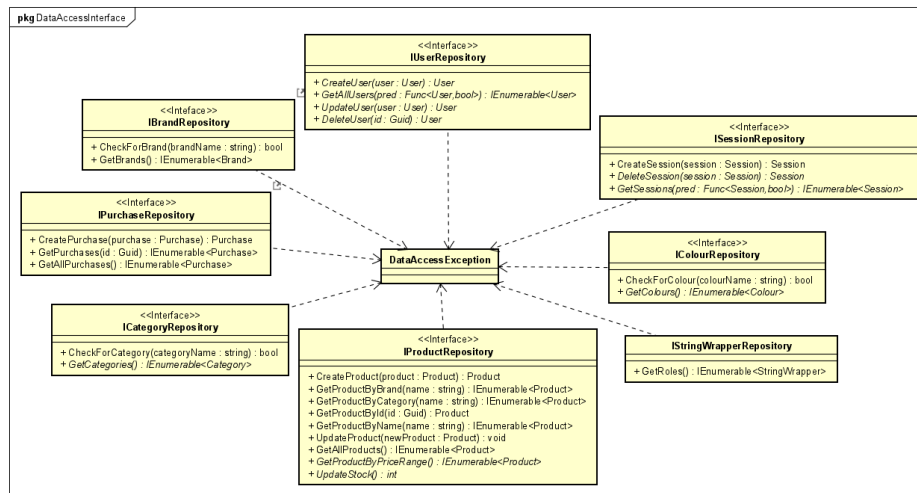 pkg DataAccessInterface
<<Interface>>
IUserRepository
+ CreateUser(user : User) : User
+ GetAllUsers(pred : Func<User,bool>) : IEnumerable<User>
+ UpdateUser(user : User) : User
+ DeleteUser(id : Guid) : User
<<Inteface>>
IBrandRepository
+ CheckForBrand(brandName : string) : bool
+ GetBrands() : IEnumerable<Brand>
<<Interface>>
ISessionRepository
+ CreateSession(session : Session) : Session
+ DeleteSession(session : Session) : Session
+ GetSessions(pred : Func<Session,bool>) : IEnumerable<Session>
<<Interface>>
IPurchaseRepository
+ CreatePurchase(purchase : Purchase) : Purchase
+ GetPurchases(id : Guid) : IEnumerable<Purchase>
+ GetAllPurchases() : IEnumerable<Purchase>
DataAccessException
<<Interface>>
IColourRepository
+ CheckForColour(colourName : string) : bool
+ GetColours() : IEnumerable<Colour>
<<Interface>>
ICategoryRepository
+ CheckForCategory(categoryName : string) : bool
+ GetCategories() : IEnumerable<Category>
<<Interface>>
IProductRepository
+ CreateProduct(product : Product) : Product
+ GetProductByBrand(name : string) : IEnumerable<Product>
+ GetProductByCategory(name : string) : IEnumerable<Product>
+ GetProductById(id : Guid) : Product
+ GetProductByName(name : string) : IEnumerable<Product>
+ UpdateProduct(newProduct : Product) : void
+ GetAllProducts() : IEnumerable<Product>
+ GetProductByPriceRange() : IEnumerable<Product>
+ UpdateStock() : int
IStringWrapperRepository
+ GetRoles() : IEnumerable<StringWrapper>